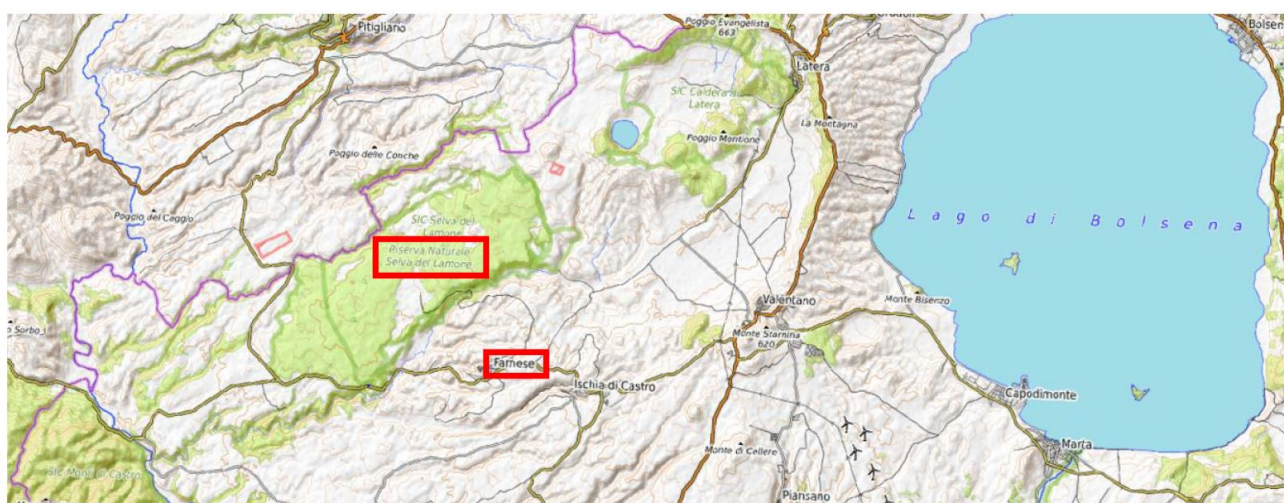 Pitigliano
Poggio Evangelista
663
Bolsen
Latera
SIC Caldera di
Latera
La Montagna
Poggio Montione
Poggio delle Conche
Poggio del Caggio
SIC Selva del
Lamone
Riserva Naturale
Selva del Lamone
Lago di Bolsena
Valentano
Monte Bisenzo
Monte Starnina
620
Sorbo
Farnese
Ischia di Castro
Capodimonte
Marta
Monte di Cellere
SIC Monti di Castro
Piansano